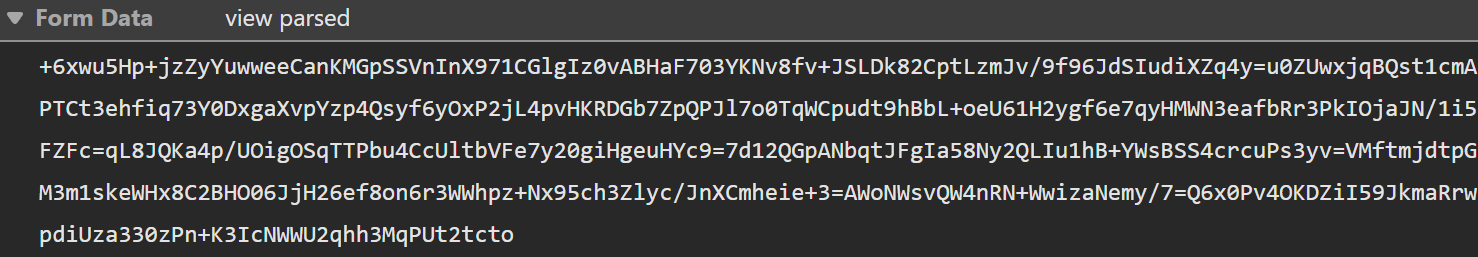 Form Data view parsed
+6xwu5Hp+jzZyYuwweeCanKMGpSSVnInX971CGlgIz0vABHaF703YKNv8fv+JSLDk82CptLzmJv/9f96JdSIudiXZq4y=u0ZUwxjqBQst1cmA
PTCt3ehfiq73Y0DxgaXvpYzp4Qsyf6yOxP2jL4pvHKRDGb7ZpQPJl7o0TqWCpudt9hBbL+oeU61H2ygf6e7qyHMWN3eafbRr3PkIOjaJN/1i5
FZFc=qL8JQKa4p/UOigOSqTTPbu4CcUltbVFe7y20giHgeuHYc9=7d12QGpANbqtJFgIa58Ny2QLIu1hB+YWsBSS4crcuPs3yv=VMftmjdtpG
M3m1skeWHx8C2BHO06JjH26ef8on6r3WWhpz+Nx95ch3Zlyc/JnXCmheie+3=AWoNWsvQW4nRN+WwizaNemy/7=Q6x0Pv4OKDZiI59JkmaRrw
pdiUza330zPn+K3IcNWWU2qhh3MqPUt2tcto